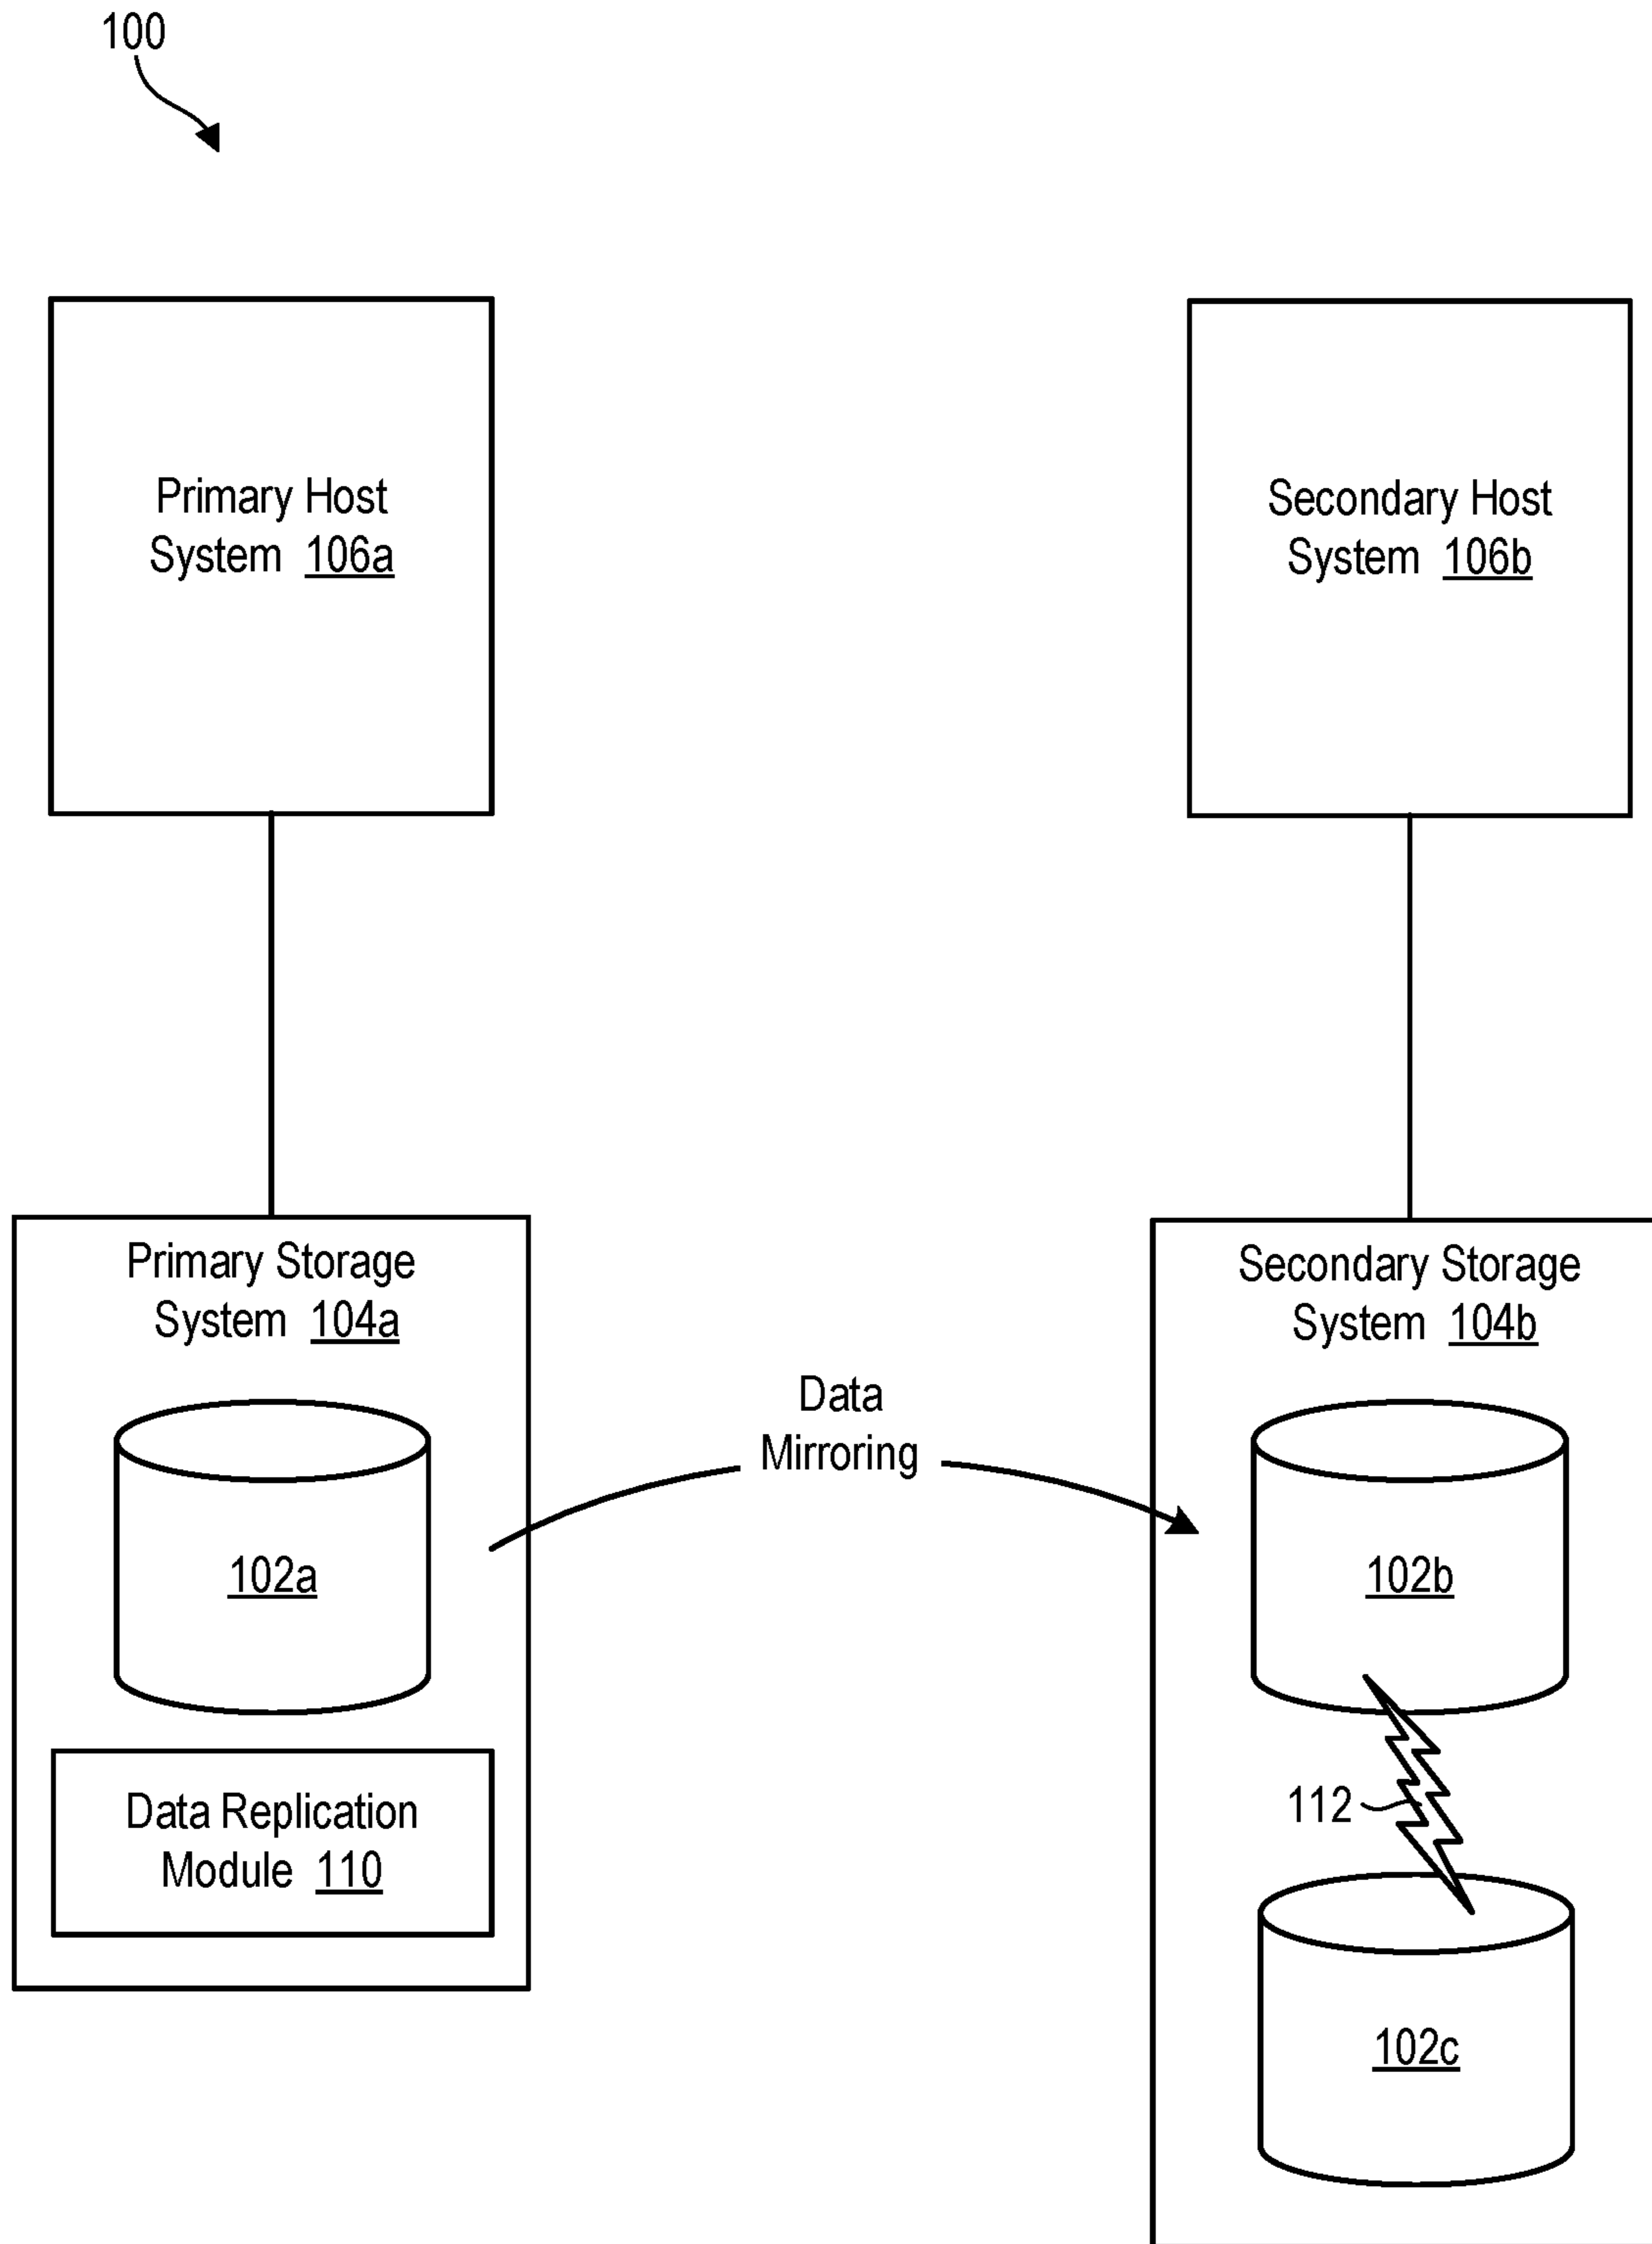 100
Primary Host
System 106a
Secondary Host
System 106b
Primary Storage
System 104a
Secondary Storage
System 104b
Data
Mirroring
102a
102b
Data Replication
Module 110
112
102c